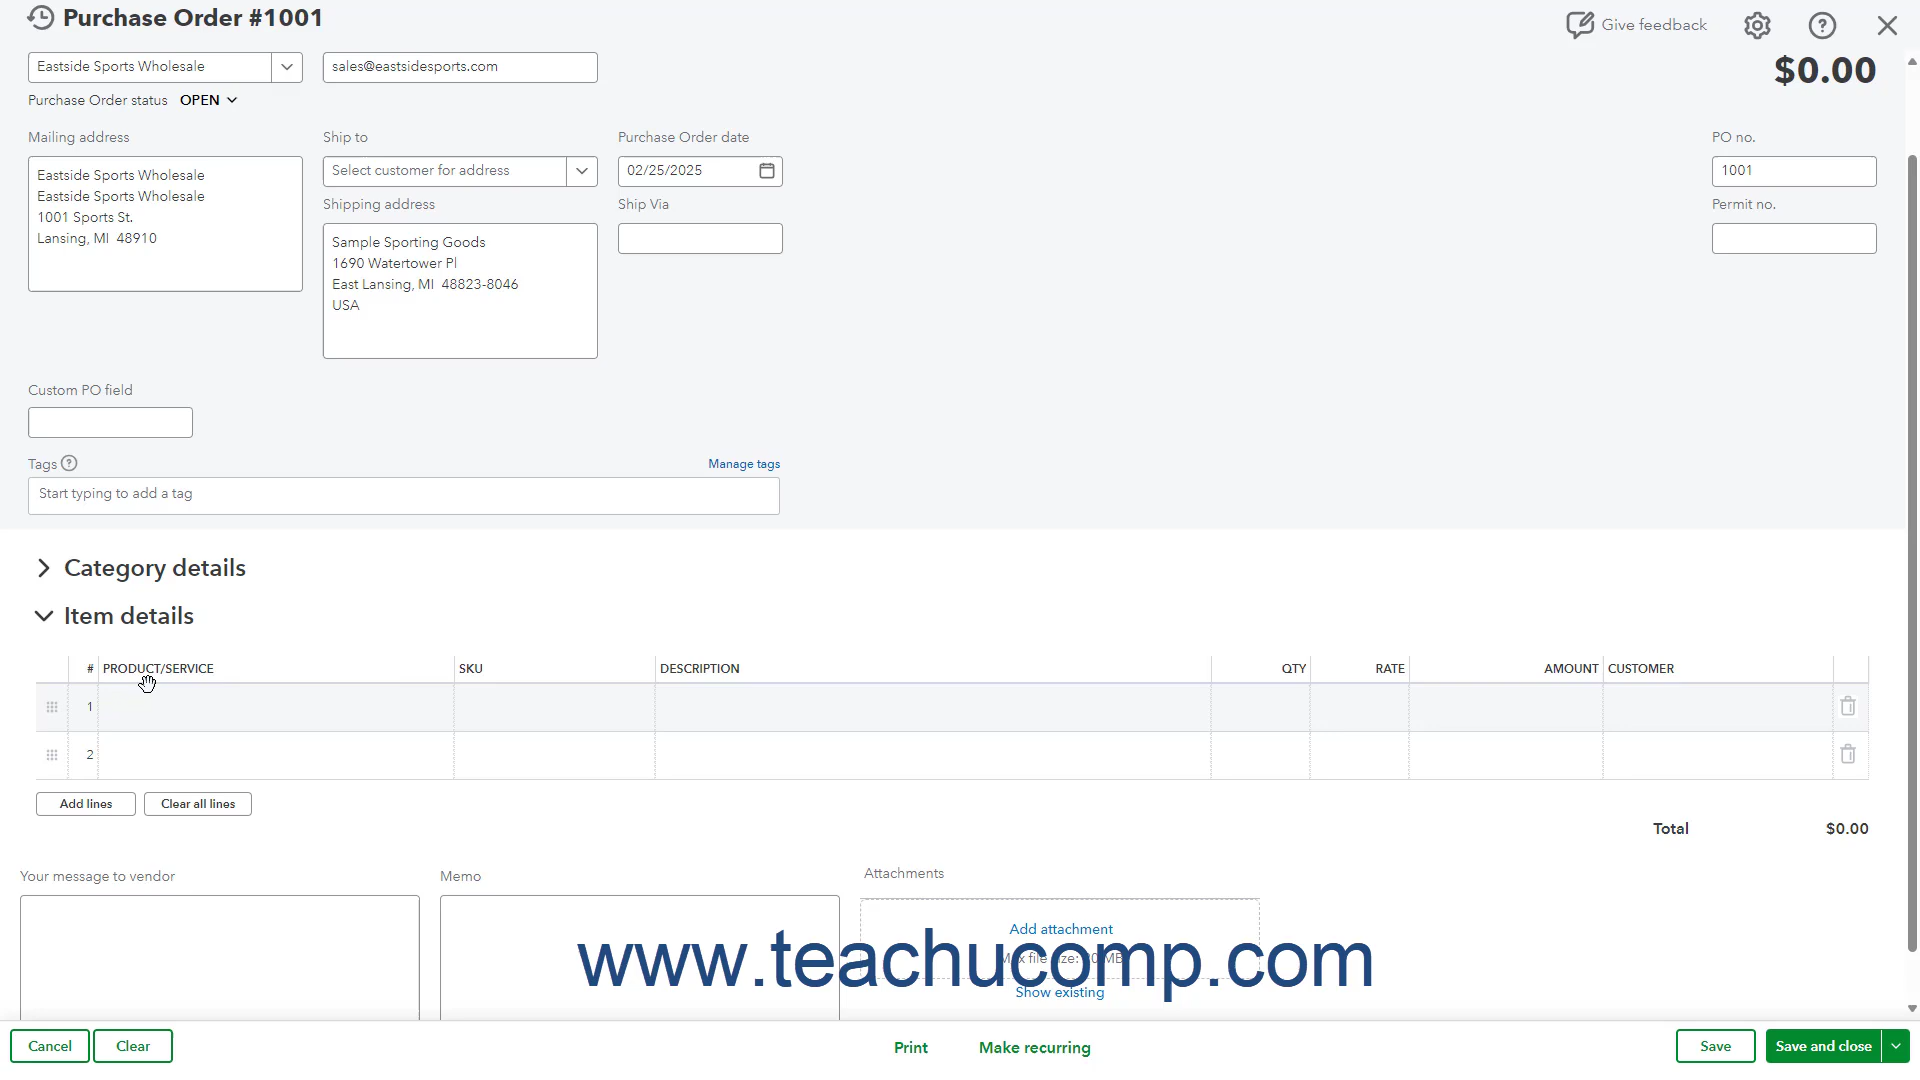 Purchase Order #1001
Give feedback
Eastside Sports Wholesale
sales@eastsidesports.com
$0.00
Purchase Order status OPEN
Mailing address
Ship to
Purchase Order date
PO no.
Eastside Sports Wholesale
Eastside Sports Wholesale
1001 Sports St.
Lansing, MI 48910
Select customer for address
02/25/2025
1001
Shipping address
Ship Via
Permit no.
Sample Sporting Goods
1690 Watertower Pl
East Lansing, MI 48823-8046
USA
Custom PO field
Tags
Manage tags
Start typing to add a tag
Category details
Item details
# PRODUCT/SERVICE SKU DESCRIPTION QTY RATE AMOUNT CUSTOMER
1
2
Add lines Clear all lines
Total $0.00
Your message to vendor
Memo
Attachments
Add attachment
Max file size: 20 MB
Show existing
www.teachucomp.com
Cancel Clear Print Make recurring Save Save and close